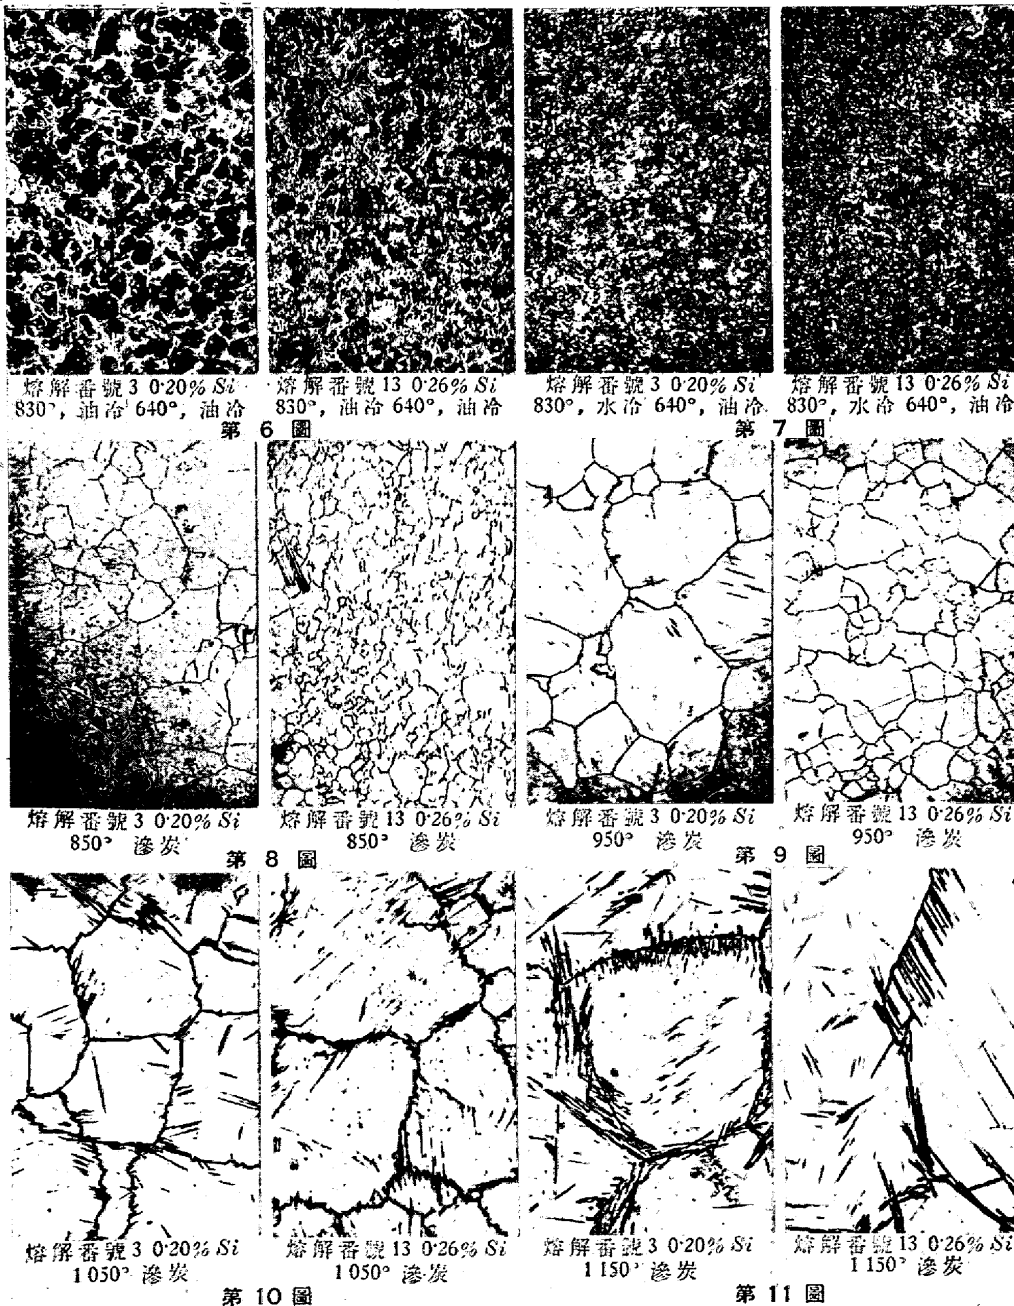 熔解番號 3 0·20% Si
830°, 油冷 640°, 油冷
熔解番號 13 0·26% Si
830°, 油冷 640°, 油冷
第 6 圖
熔解番號 3 0·20% Si
830°, 水冷 640°, 油冷
熔解番號 13 0·26% Si
830°, 水冷 640°, 油冷
第 7 圖
熔解番號 3 0·20% Si
850° 滲炭
熔解番號 13 0·26% Si
850° 滲炭
第 8 圖
熔解番號 3 0·20% Si
950° 滲炭
熔解番號 13 0·26% Si
950° 滲炭
第 9 圖
熔解番號 3 0·20% Si
1 050° 滲炭
熔解番號 13 0·26% Si
1 050° 滲炭
第 10 圖
熔解番號 3 0·20% Si
1 150° 滲炭
熔解番號 13 0·26% Si
1 150° 滲炭
第 11 圖